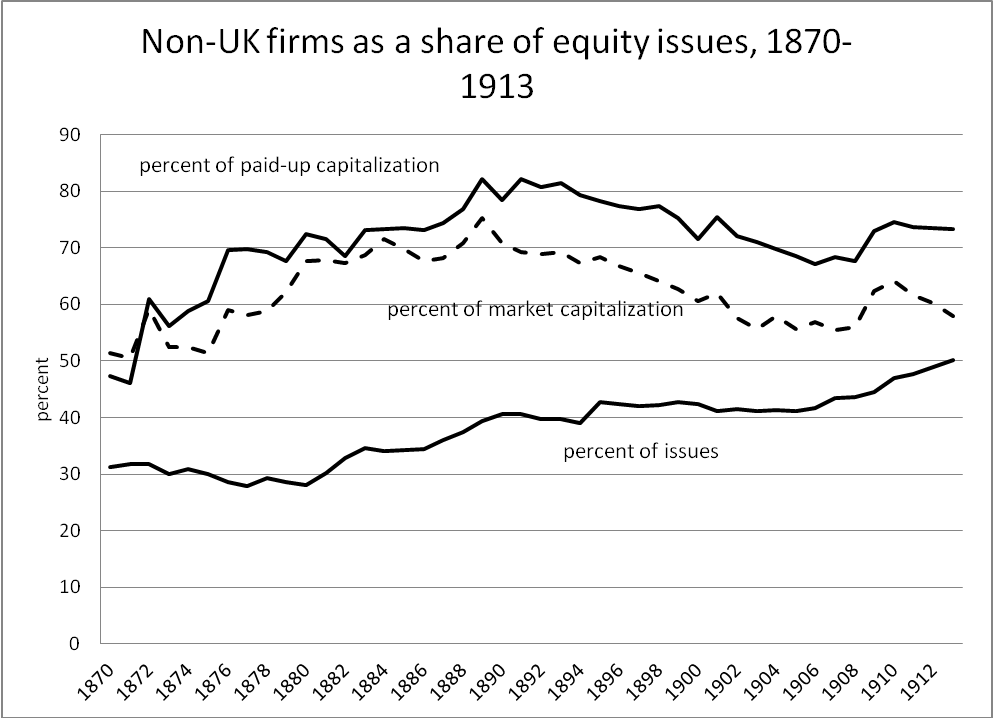 Non-UK firms as a share of equity issues, 1870-
1913
90
percent of paid-up capitalization
80
70
60
percent of market capitalization
50
percent
40
percent of issues
30
20
10
0
1870 1872 1874 1876 1878 1880 1882 1884 1886 1888 1890 1892 1894 1896 1898 1900 1902 1904 1906 1908 1910 1912